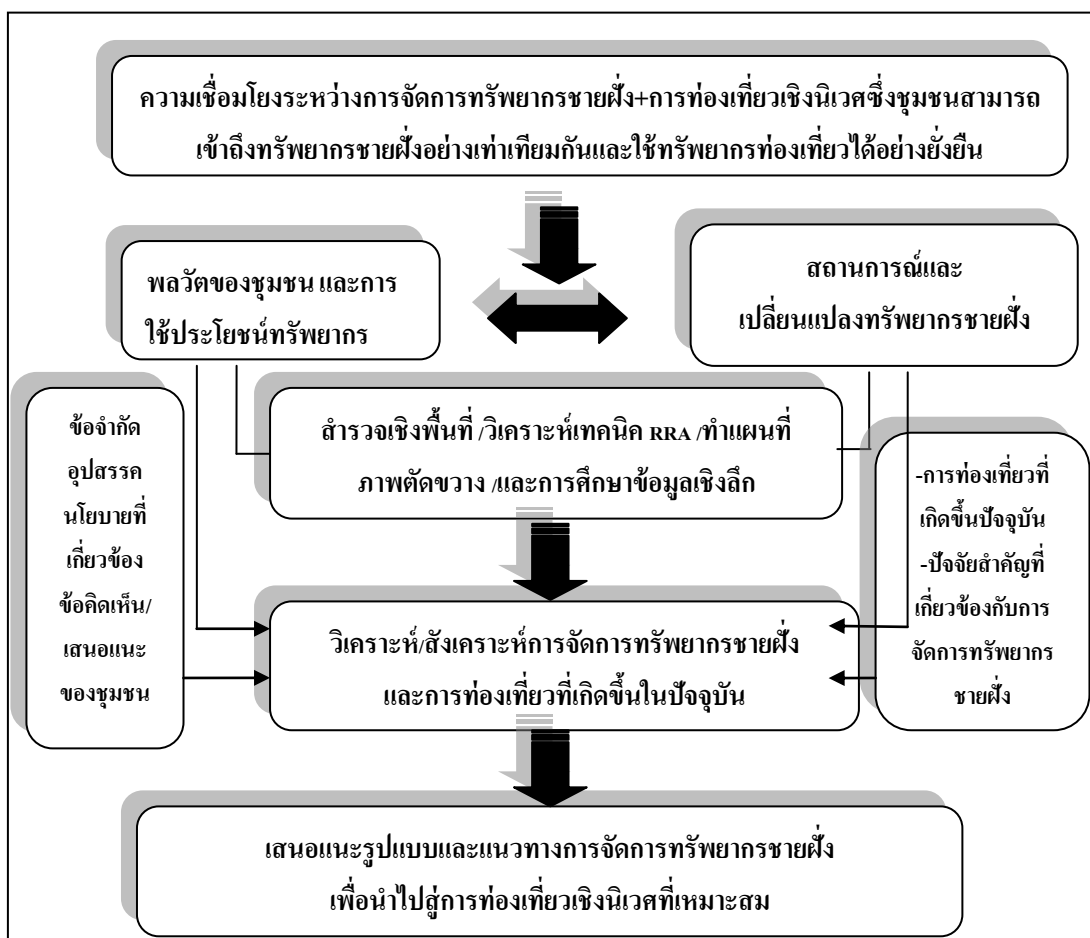 ความเชื่อมโยงระหว่างการจัดการทรัพยากรชายฝั่ง+การท่องเที่ยวเชิงนิเวศซึ่งชุมชนสามารถ
เข้าถึงทรัพยากรชายฝั่งอย่างเท่าเทียมกันและใช้ทรัพยากรท่องเที่ยวได้อย่างยั่งยืน
พลวัตของชุมชน และการ
ใช้ประโยชน์ทรัพยากร
สถานการณ์และ
เปลี่ยนแปลงทรัพยากรชายฝั่ง
สำรวจเชิงพื้นที่ /วิเคราะห์เทคนิค RRA /ทำแผนที่
ภาพตัดขวาง /และการศึกษาข้อมูลเชิงลึก
ข้อจำกัด
อุปสรรค
นโยบายที่
เกี่ยวข้อง
ข้อคิดเห็น/
เสนอแนะ
ของชุมชน
-การท่องเที่ยวที่
เกิดขึ้นปัจจุบัน
-ปัจจัยสำคัญที่
เกี่ยวข้องกับการ
จัดการทรัพยากร
ชายฝั่ง
วิเคราะห์/สังเคราะห์การจัดการทรัพยากรชายฝั่ง
และการท่องเที่ยวที่เกิดขึ้นในปัจจุบัน
เสนอแนะรูปแบบและแนวทางการจัดการทรัพยากรชายฝั่ง
เพื่อนำไปสู่การท่องเที่ยวเชิงนิเวศที่เหมาะสม